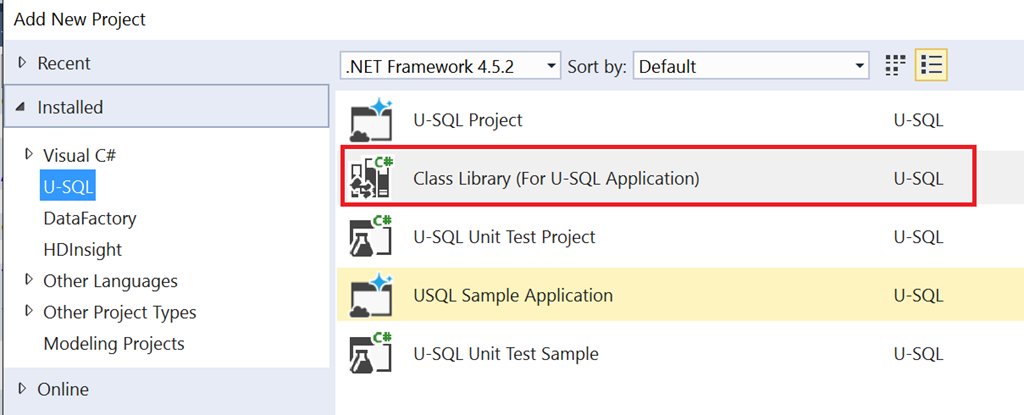 Add New Project
Recent
Installed
Visual C#
U-SQL
DataFactory
HDInsight
Other Languages
Other Project Types
Modeling Projects
Online
.NET Framework 4.5.2 Sort by: Default
U-SQL Project U-SQL
C# Class Library (For U-SQL Application) U-SQL
C# U-SQL Unit Test Project U-SQL
USQL Sample Application U-SQL
C# U-SQL Unit Test Sample U-SQL